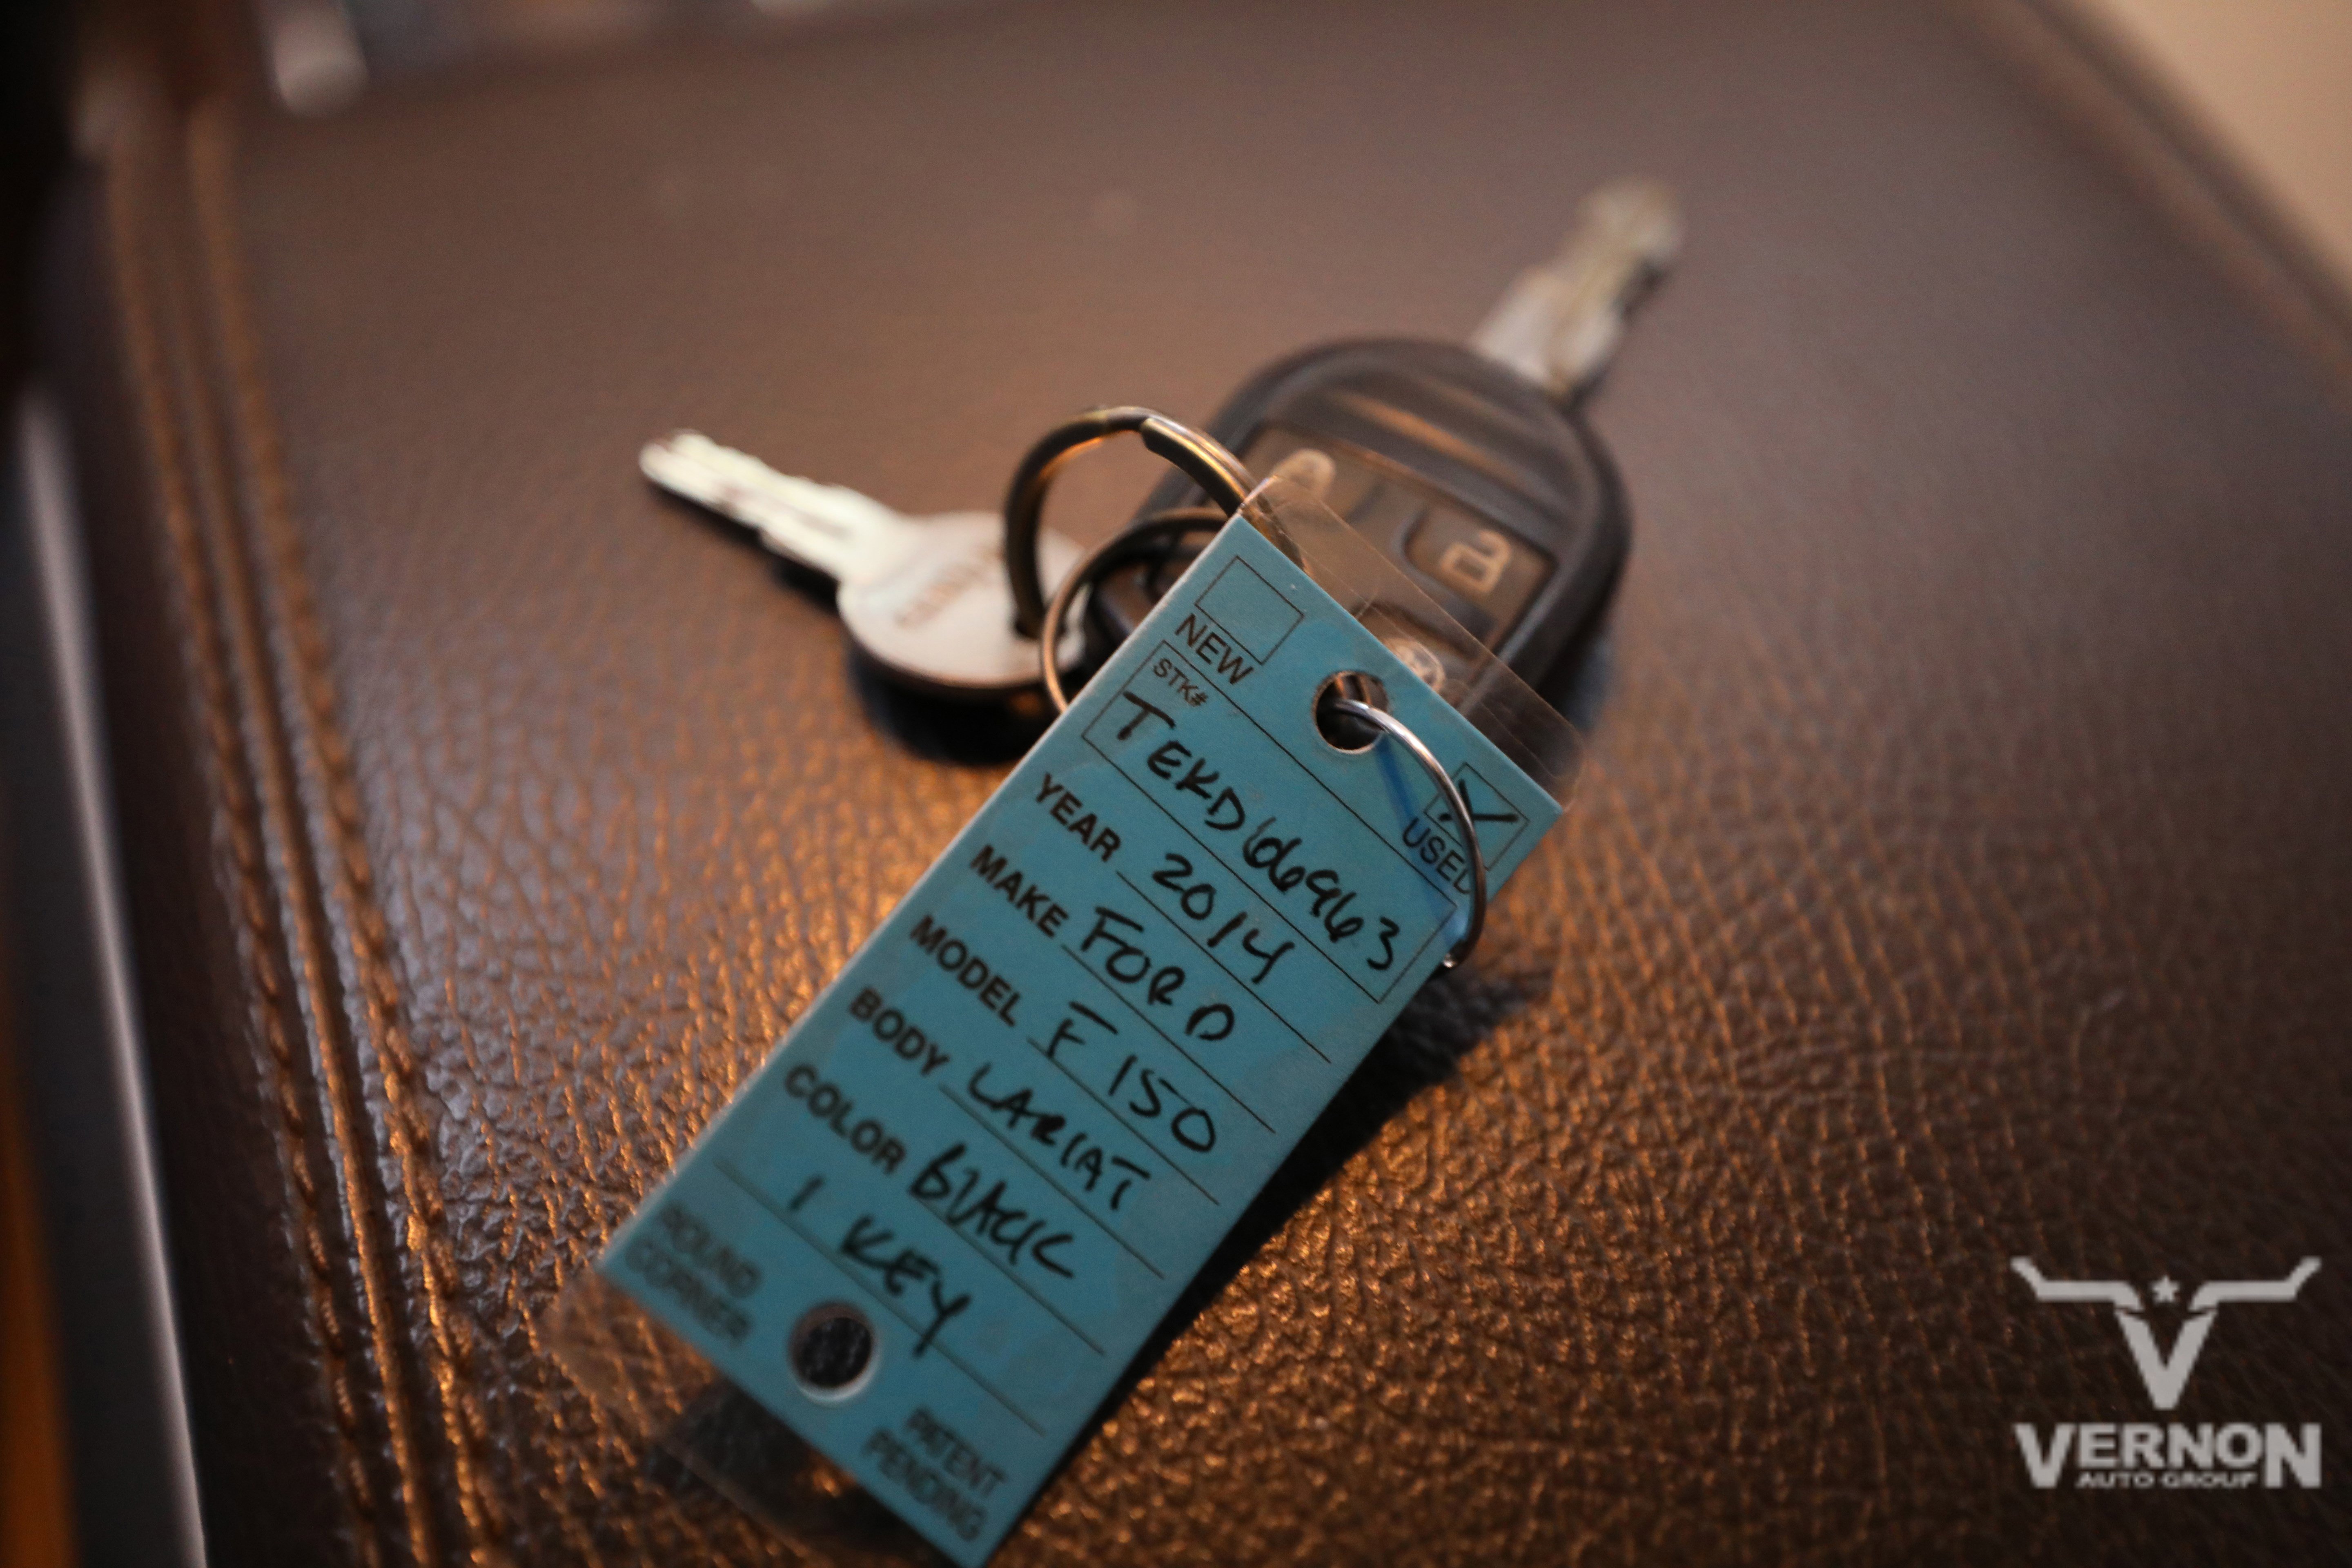 NEW
USED
STK#
TEKD66963
YEAR 2014
MAKE FORD
MODEL F150
BODY LARIAT
COLOR BLACK
1 KEY
ROUND
CORNER
PATENT
PENDING
VERNON
AUTO GROUP